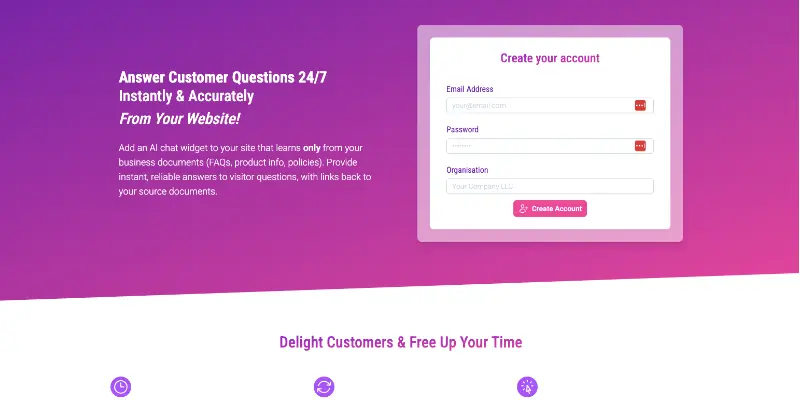 Answer Customer Questions 24/7
Instantly & Accurately
From Your Website!
Add an AI chat widget to your site that learns only from your
business documents (FAQs, product info, policies). Provide
instant, reliable answers to visitor questions, with links back to
your source documents.
Create your account
Email Address
your@email.com
Password
Organisation
Your Company LLC
Create Account
Delight Customers & Free Up Your Time